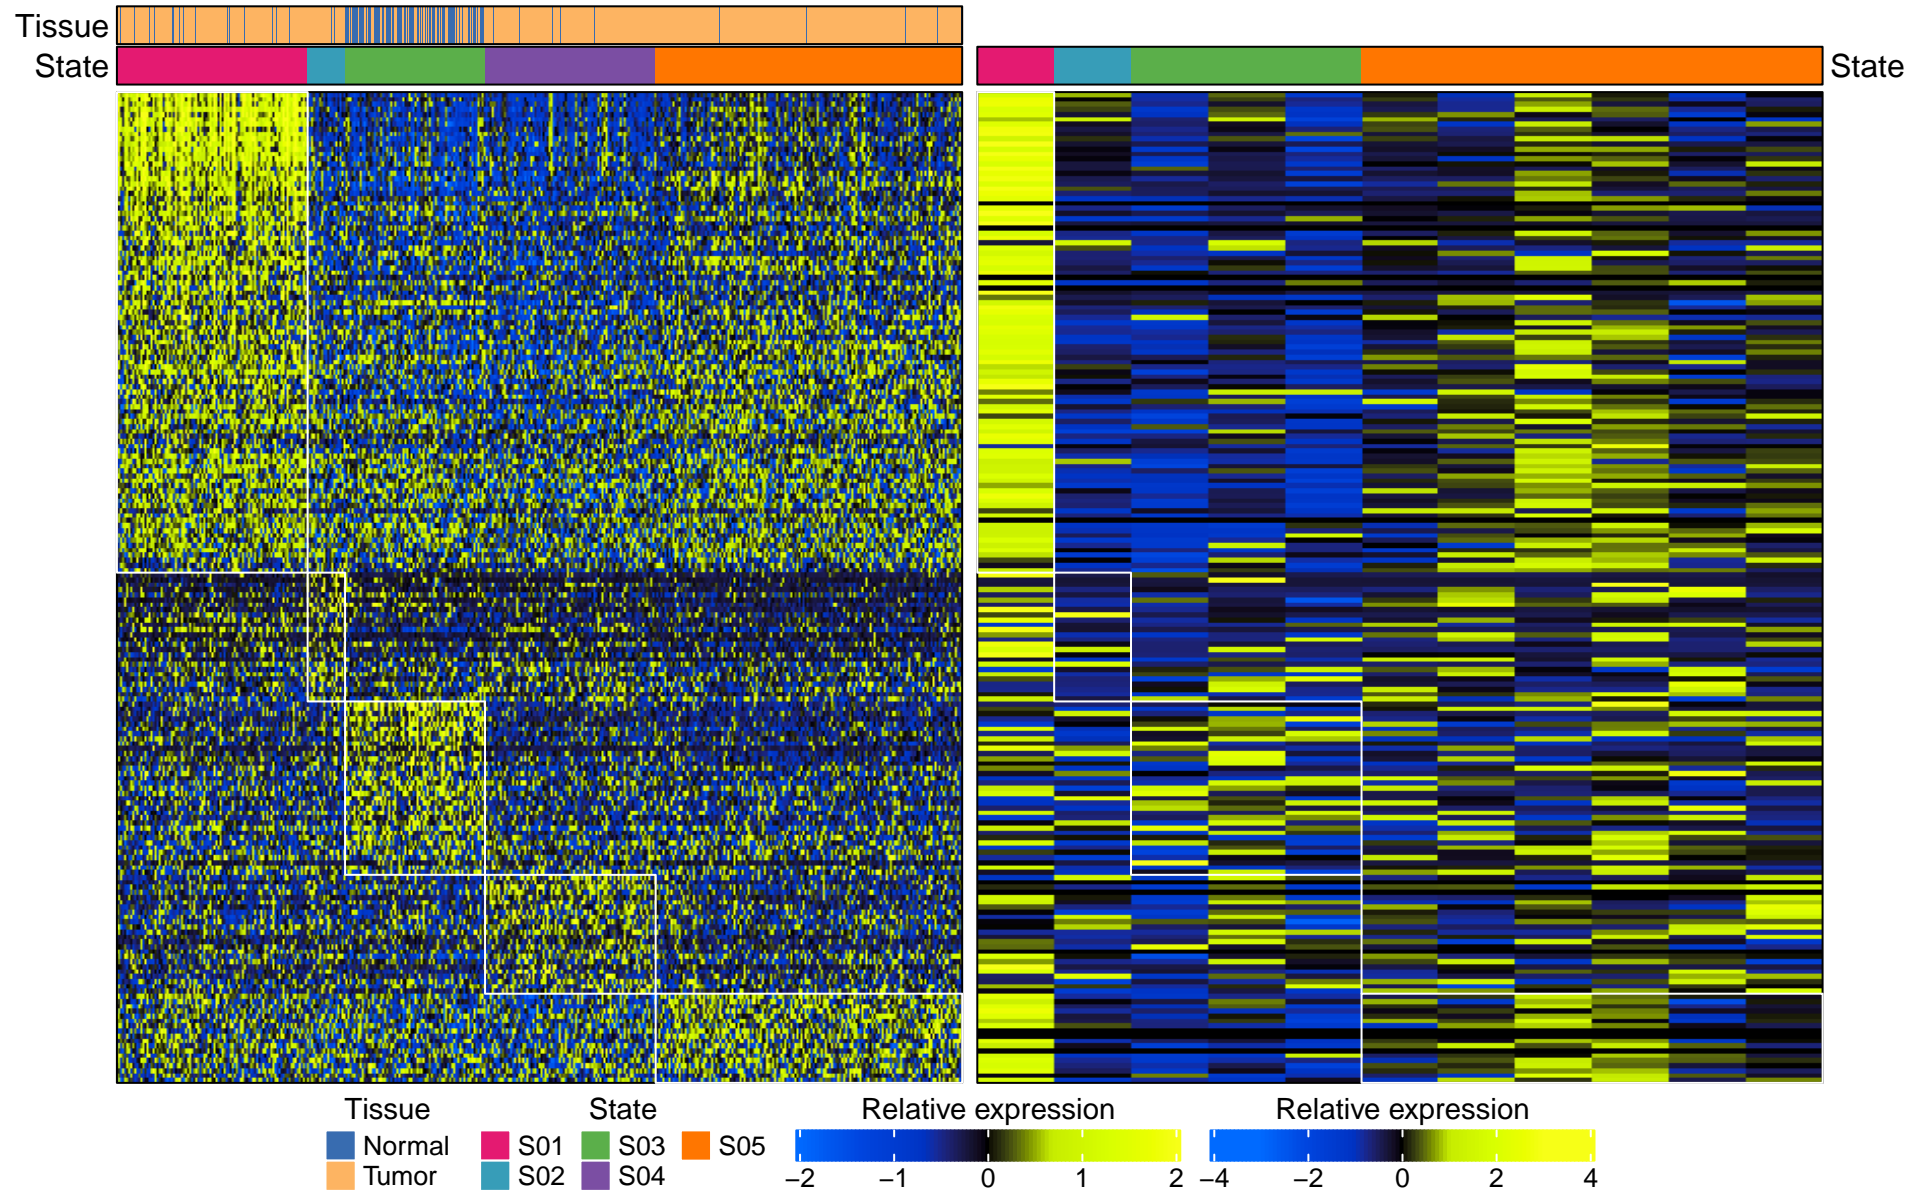 Tissue
State
State
Tissue State Relative expression Relative expression
Normal S01 S03 S05
Tumor S02 S04
−2 −1 0 1 2 −4 −2 0 2 4